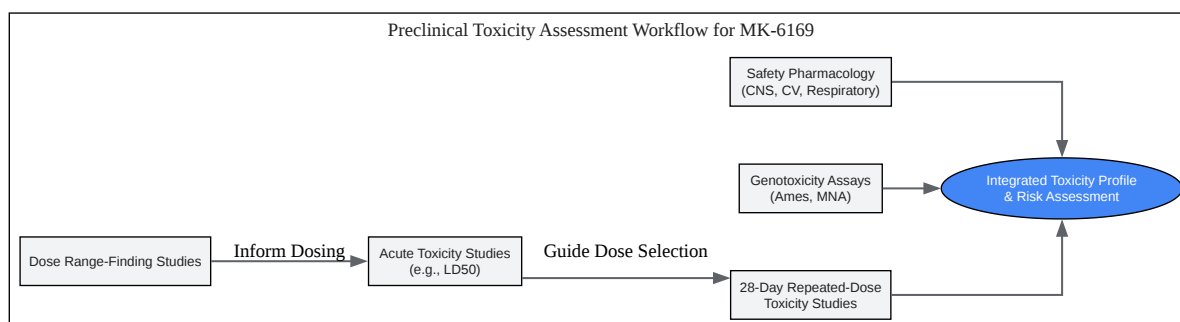 Preclinical Toxicity Assessment Workflow for MK-6169
Safety Pharmacology
(CNS, CV, Respiratory)
Genotoxicity Assays
(Ames, MNA)
Integrated Toxicity Profile
& Risk Assessment
Dose Range-Finding Studies
Inform Dosing
Acute Toxicity Studies
(e.g., LD50)
Guide Dose Selection
28-Day Repeated-Dose
Toxicity Studies